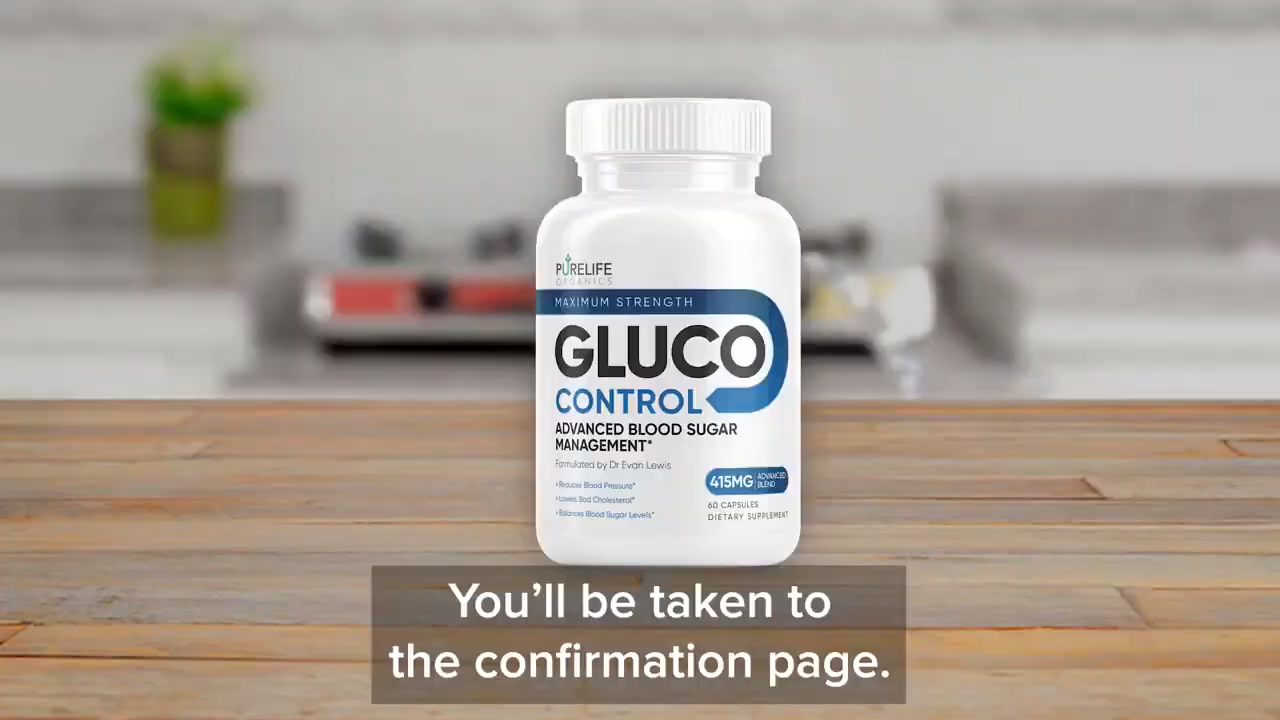 PURELIFE
ORGANICS
MAXIMUM STRENGTH
GLUCO
CONTROL
ADVANCED BLOOD SUGAR
MANAGEMENT*
Formulated by Dr Evan Lewis
• Reduces Blood Pressure*
• Lowers Bad Cholesterol*
• Balances Blood Sugar Levels*
415MG ADVANCED
BLEND
60 CAPSULES
DIETARY SUPPLEMENT
You’ll be taken to
the confirmation page.